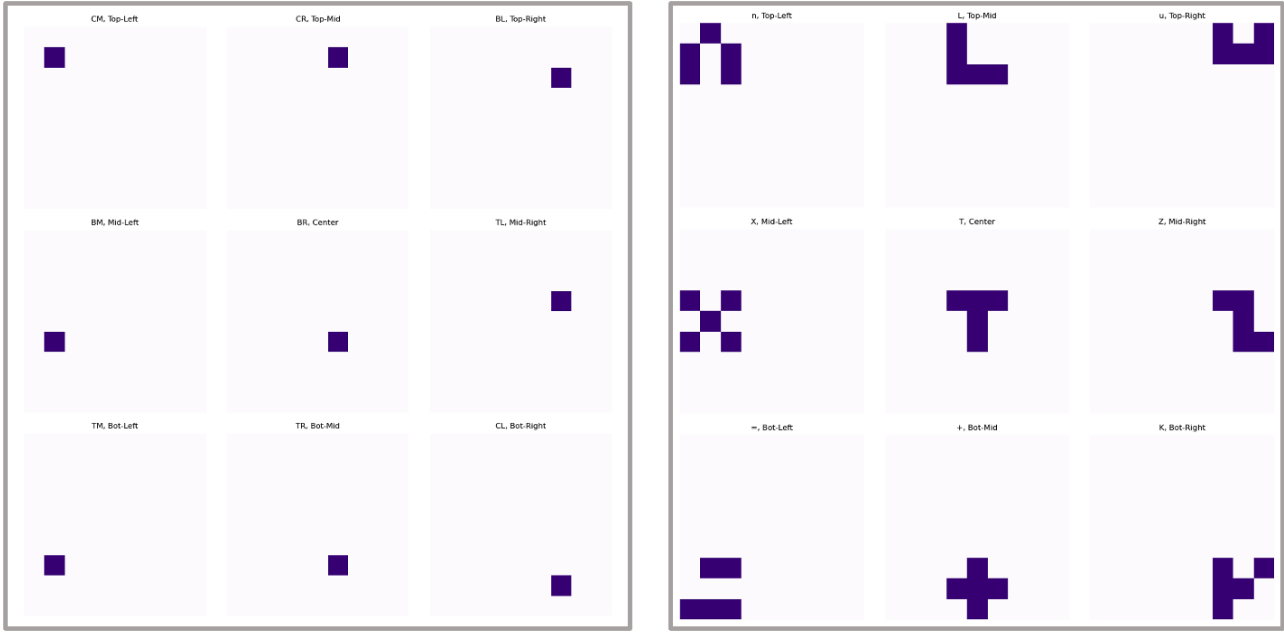 CM, Top-Left
CR, Top-Mid
BL, Top-Right
BM, Mid-Left
BR, Center
TL, Mid-Right
TM, Bot-Left
TR, Bot-Mid
CL, Bot-Right
n, Top-Left
L, Top-Mid
u, Top-Right
X, Mid-Left
T, Center
Z, Mid-Right
=, Bot-Left
+, Bot-Mid
K, Bot-Right